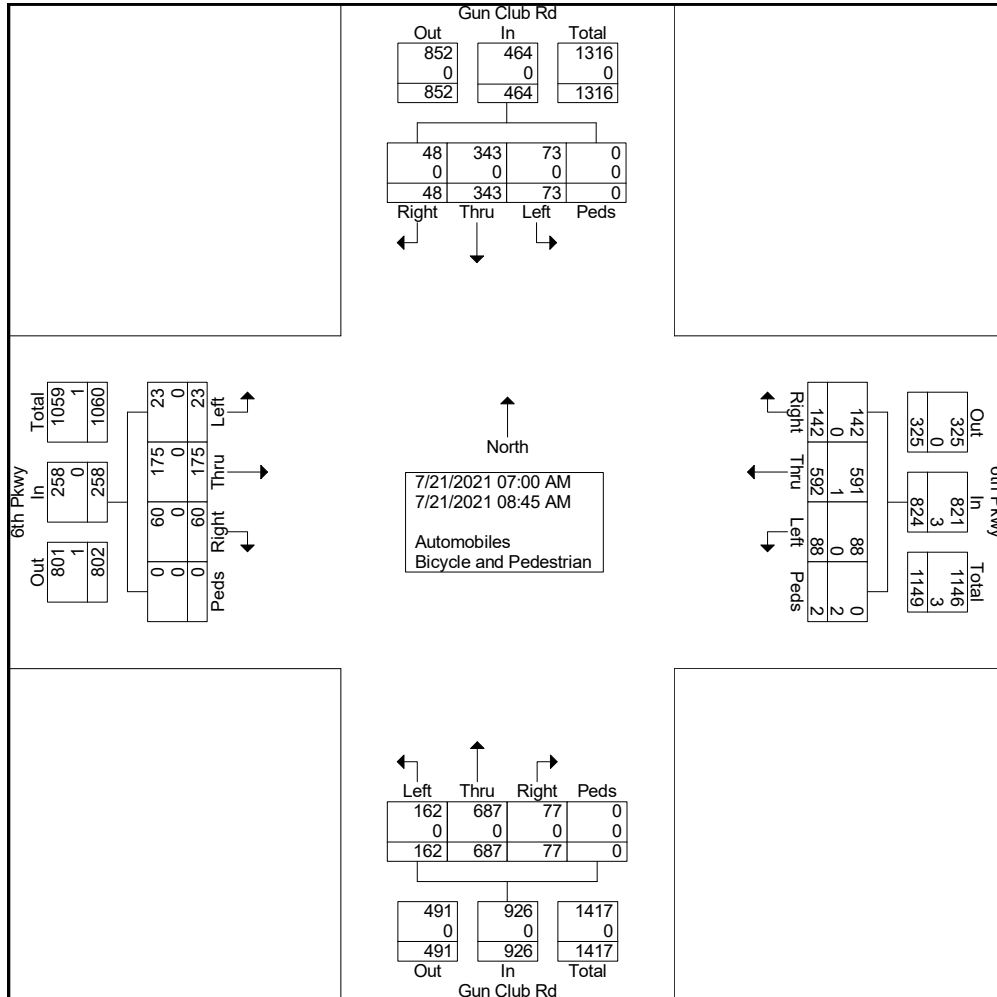 Gun Club Rd
Out In Total
852 464 1316
0 0 0
852 464 1316
48 343 73 0
0 0 0 0
48 343 73 0
Right Thru Left Peds
6th Pkwy
Out In Total
801 258 1059
1 0 1
802 258 1060
23 175 60 0
0 0 0 0
23 175 60 0
Left Thru Right Peds
North
7/21/2021 07:00 AM
7/21/2021 08:45 AM
Automobiles
Bicycle and Pedestrian
Right Thru Left Peds
142 591 88 0
0 1 0 2
142 592 88 2
Out In Total
325 821 1146
0 3 3
325 824 1149
6th Pkwy
Left Thru Right Peds
162 687 77 0
0 0 0 0
162 687 77 0
491 926 1417
0 0 0
491 926 1417
Out In Total
Gun Club Rd